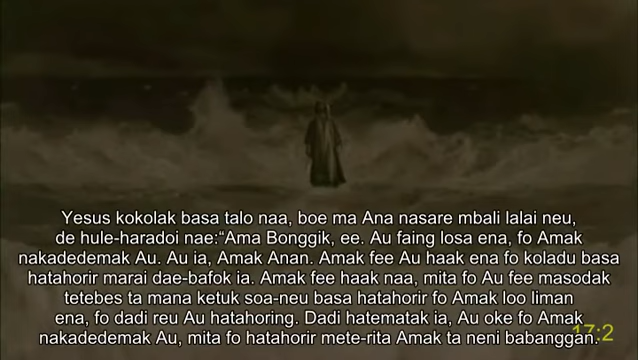 Yesus kokolak basa talo naa, boe ma Ana nasare mbali lalai neu,
de hule-haradoi nae:“Ama Bonggik, ee. Au faing losa ena, fo Amak
nakadedemak Au. Au ia, Amak Anan. Amak fee Au haak ena fo koladu basa
hatahorir marai dae-bafok ia. Amak fee haak naa, mita fo Au fee masodak
tetebes ta mana ketuk soa-neu basa hatahorir fo Amak loo liman
ena, fo dadi reu Au hatahoring. Dadi hatematak ia, Au oke fo Amak
nakadedemak Au, mita fo hatahorir mete-rita Amak ta neni babanggan.
17:2